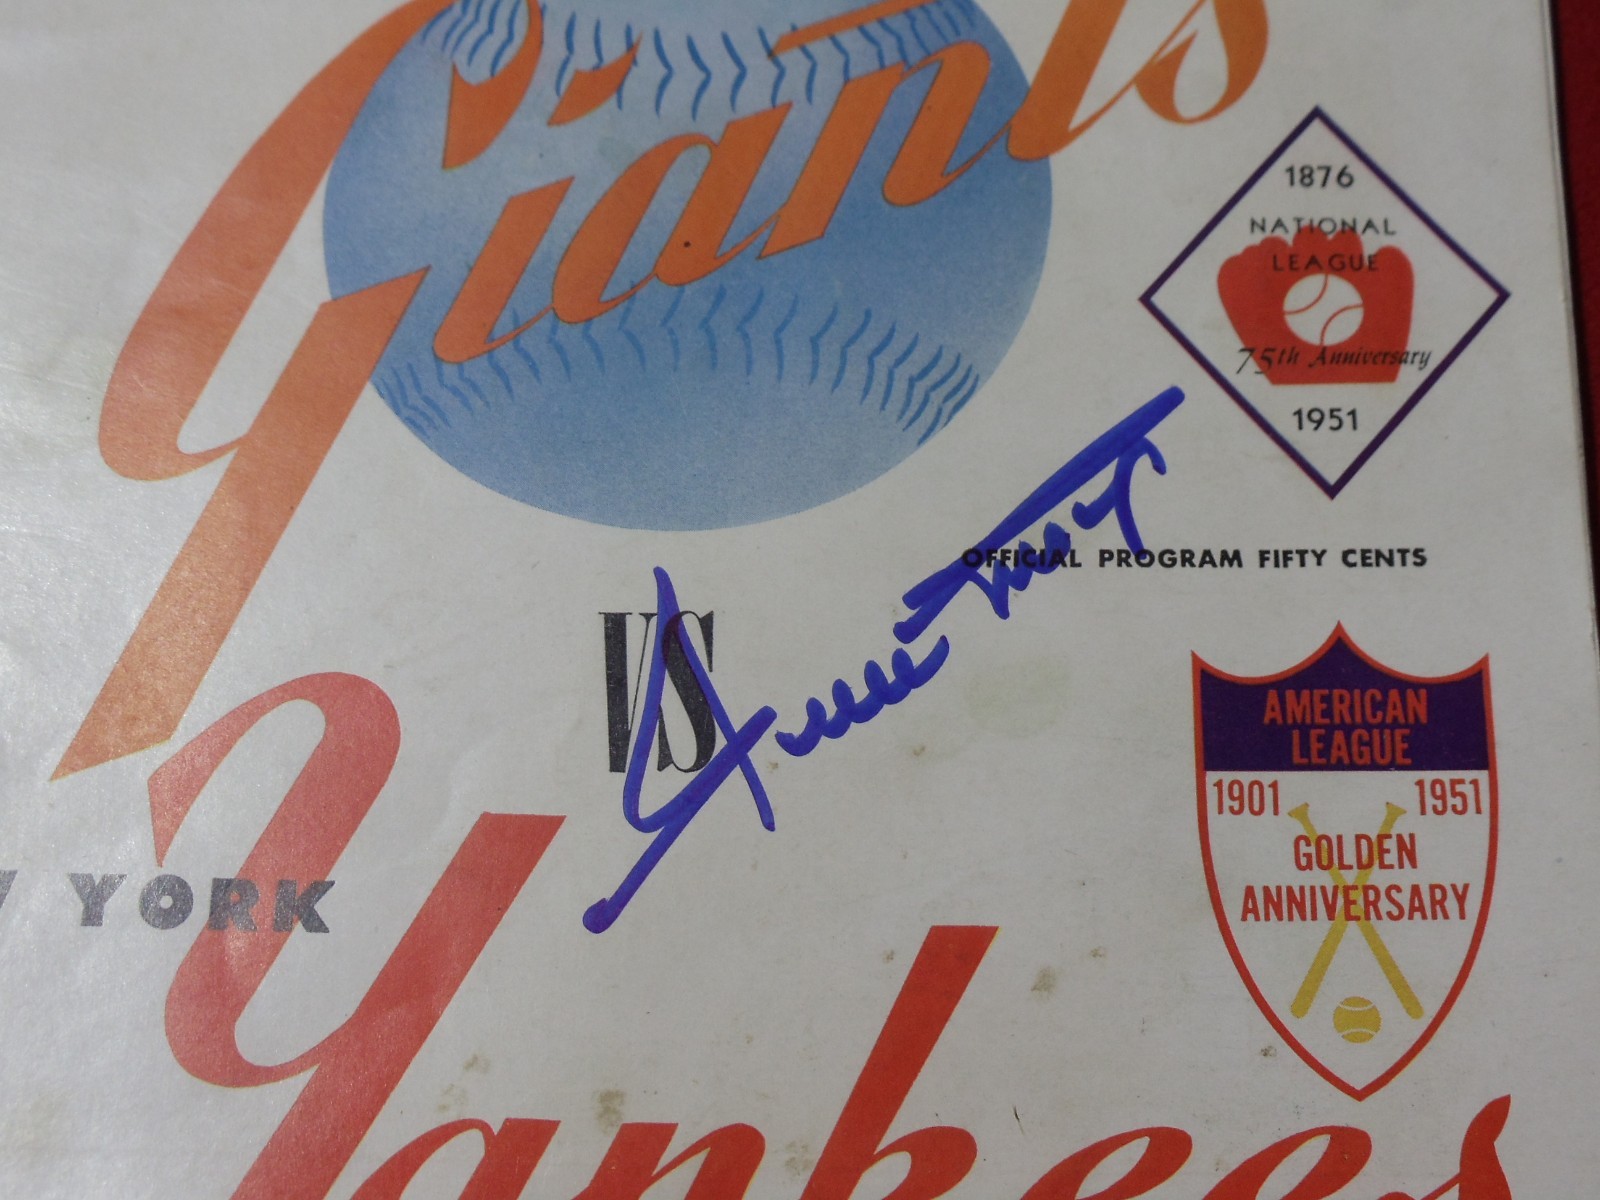 Giants
1876
NATIONAL
LEAGUE
75th Anniversary
1951
OFFICIAL PROGRAM FIFTY CENTS
VS
AMERICAN
LEAGUE
1901 1951
GOLDEN
ANNIVERSARY
YORK
Yankees